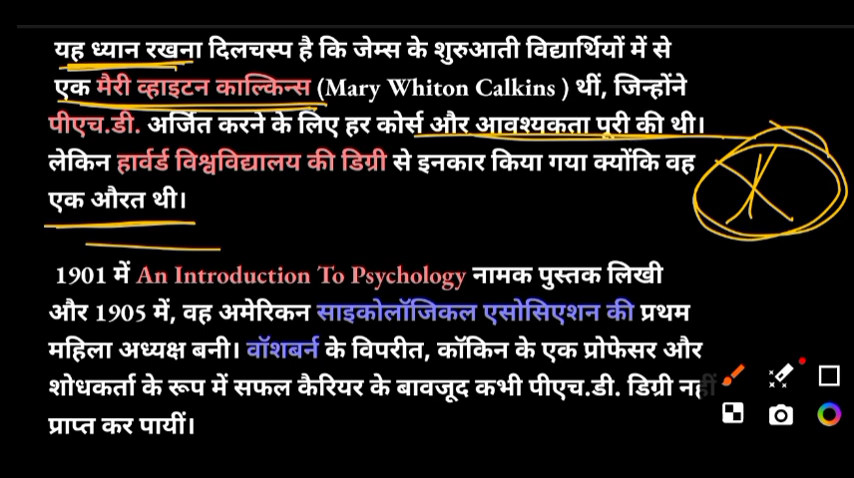 यह ध्यान रखना दिलचस्प है कि जेम्स के शुरुआती विद्यार्थियों में से
एक मैरी व्हाइटन काल्किन्स (Mary Whiton Calkins ) थीं, जिन्होंने
पीएच.डी. अर्जित करने के लिए हर कोर्स और आवश्यकता पूरी की थी।
लेकिन हार्वर्ड विश्वविद्यालय की डिग्री से इनकार किया गया क्योंकि वह
एक औरत थी।
1901 में An Introduction To Psychology नामक पुस्तक लिखी
और 1905 में, वह अमेरिकन साइकोलॉजिकल एसोसिएशन की प्रथम
महिला अध्यक्ष बनी। वॉशबर्न के विपरीत, कॉकिन के एक प्रोफेसर और
शोधकर्ता के रूप में सफल कैरियर के बावजूद कभी पीएच.डी. डिग्री नहीं
प्राप्त कर पायीं।